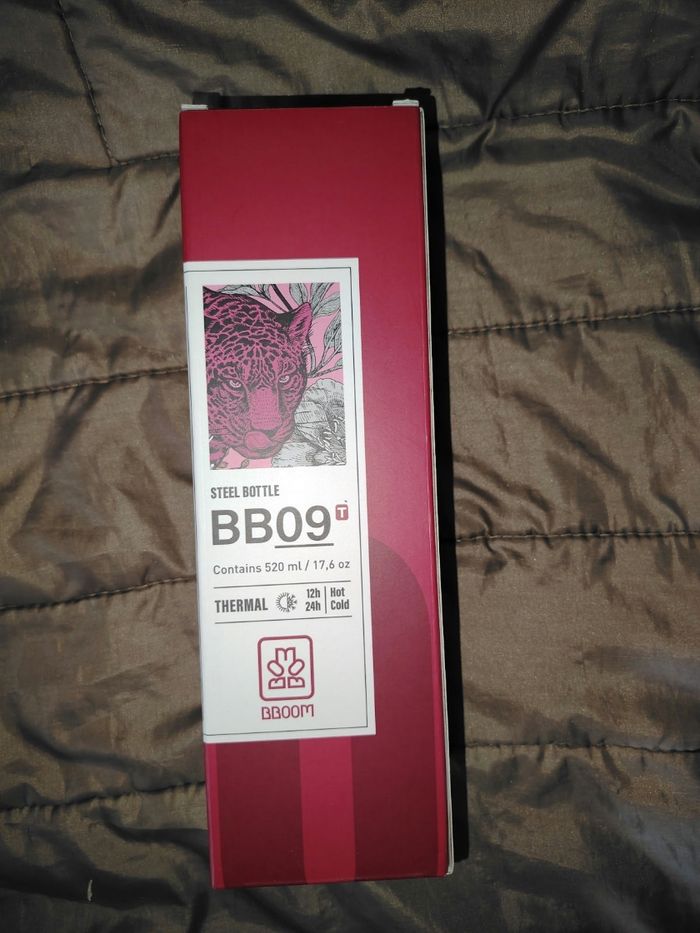 STEEL BOTTLE
BB09 T
Contains 520 ml / 17,6 oz
THERMAL 12h Hot
24h Cold
BBOOM